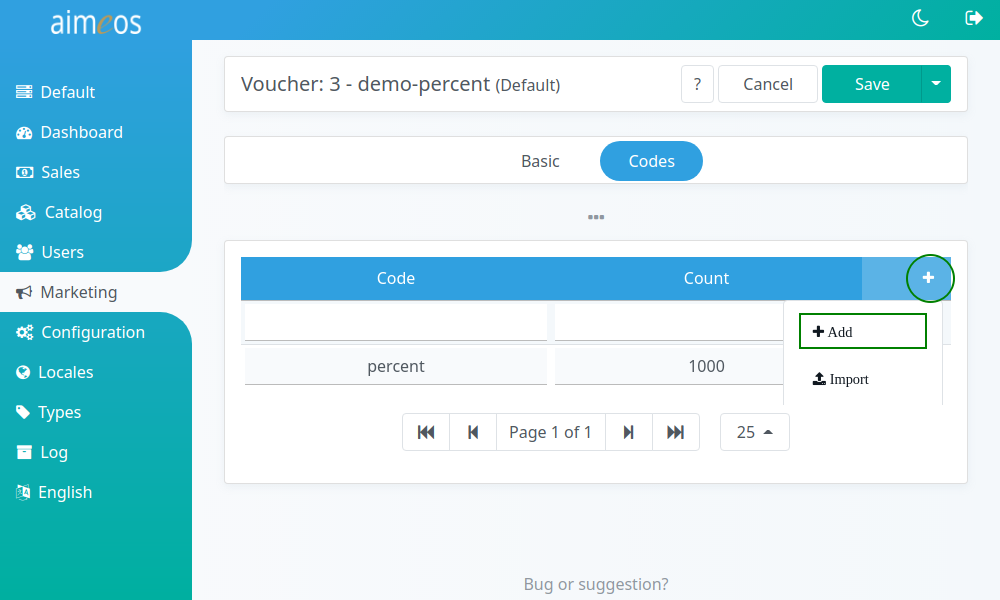 aimeos
Default
Dashboard
Sales
Catalog
Users
Marketing
Configuration
Locales
Types
Log
English
Voucher: 3 - demo-percent (Default)
?
Cancel
Save
Basic
Codes
Code
Count
Add
Import
percent
1000
Page 1 of 1
25
Bug or suggestion?